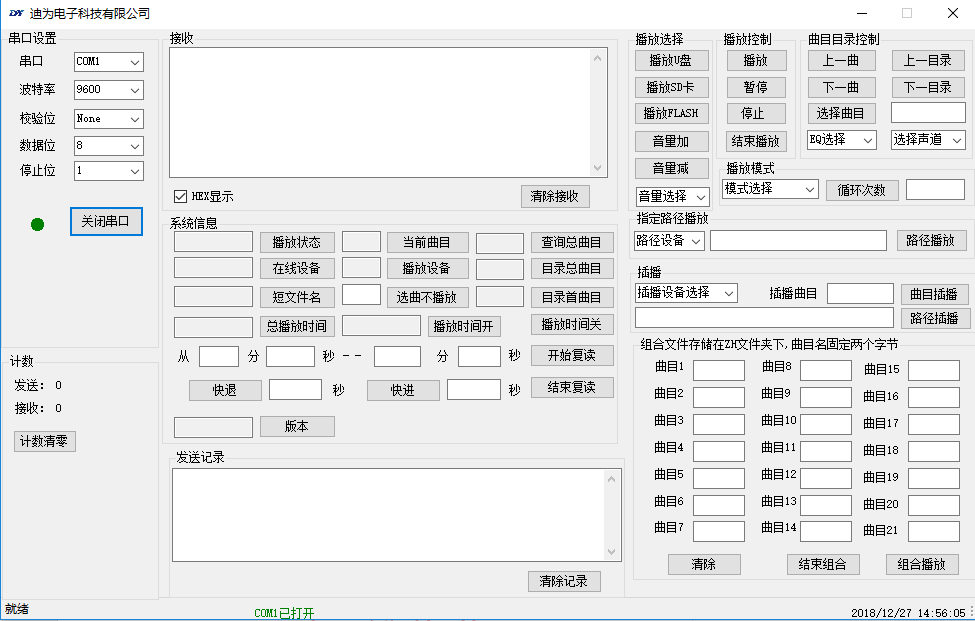 DY 迪为电子科技有限公司
串口设置
串口 COM1
波特率 9600
校验位 None
数据位 8
停止位 1
关闭串口
计数
发送: 0
接收: 0
计数清零
接收
HEX显示 清除接收
系统信息
播放状态 当前曲目 查询总曲目
在线设备 播放设备 目录总曲目
短文件名 选曲不播放 目录首曲目
总播放时间 播放时间开 播放时间关
从 分 秒 -- 分 秒 开始复读
快退 秒 快进 秒 结束复读
版本
发送记录
清除记录
播放选择
播放U盘
播放SD卡
播放FLASH
音量加
音量减
音量选择
播放控制
播放
暂停
停止
结束播放
曲目目录控制
上一曲 上一目录
下一曲 下一目录
选择曲目
EQ选择 选择声道
播放模式
模式选择 循环次数
指定路径播放
路径设备 路径播放
插播
插播设备选择 插播曲目 曲目插播
路径插播
组合文件存储在ZH文件夹下,曲目名固定两个字节
曲目1 曲目8 曲目15
曲目2 曲目9 曲目16
曲目3 曲目10 曲目17
曲目4 曲目11 曲目18
曲目5 曲目12 曲目19
曲目6 曲目13 曲目20
曲目7 曲目14 曲目21
清除 结束组合 组合播放
就绪 COM1已打开 2018/12/27 14:56:05